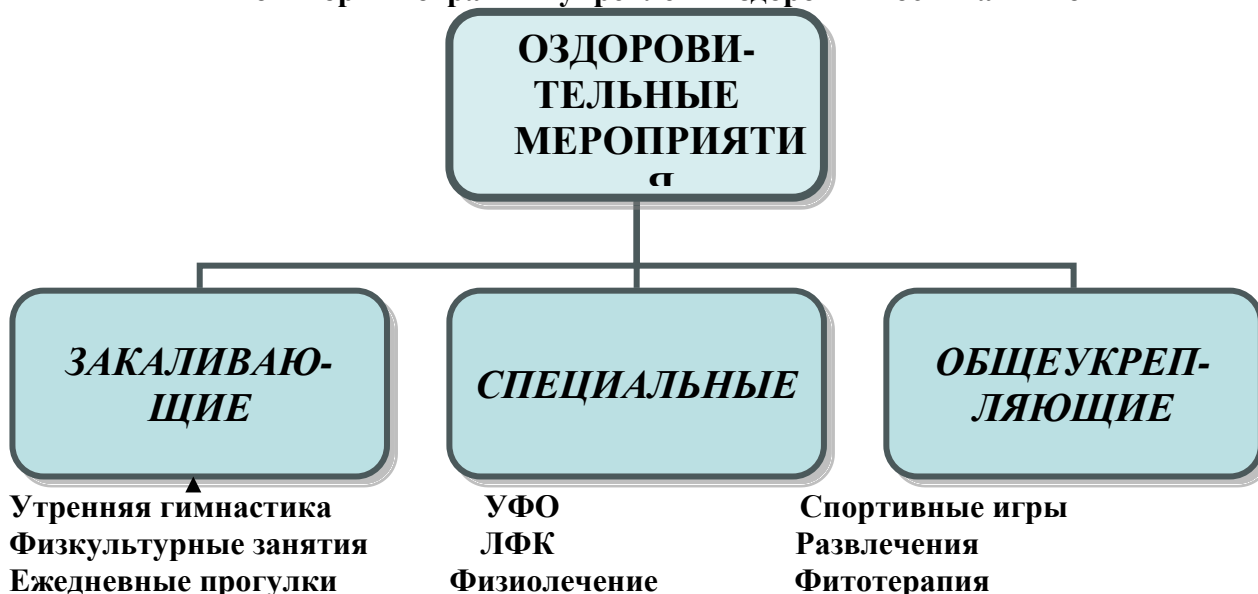 ОЗДОРОВИ-
ТЕЛЬНЫЕ
МЕРОПРИЯТИ
Я
ЗАКАЛИВАЮ-
ЩИЕ
СПЕЦИАЛЬНЫЕ
ОБЩЕУКРЕП-
ЛЯЮЩИЕ
Утренняя гимнастика УФО Спортивные игры
Физкультурные занятия ЛФК Развлечения
Ежедневные прогулки Физиолечение Фитотерапия